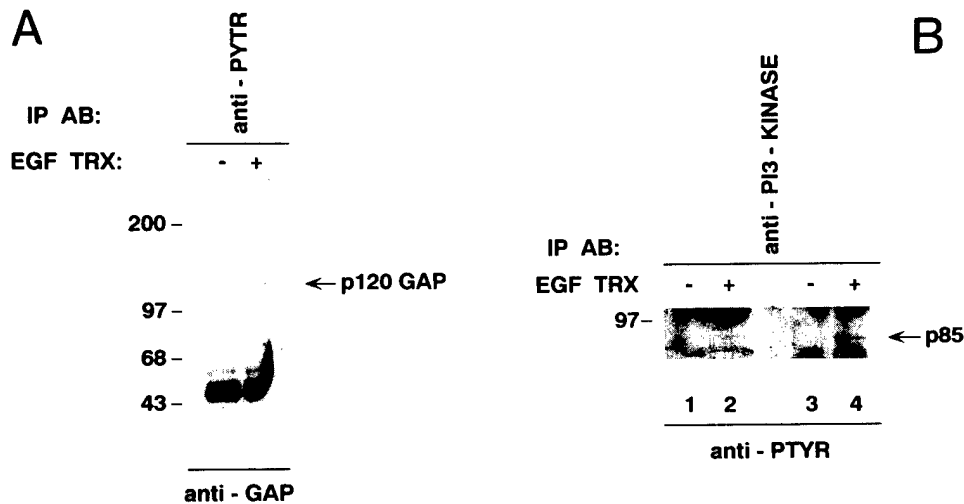 A
anti - PYTR
IP AB:
EGF TRX: - +
200 –
← p120 GAP
97 –
68 –
43 –
anti - GAP
B
anti - PI3 - KINASE
IP AB:
EGF TRX - + - +
97–
← p85
1 2 3 4
anti - PTYR